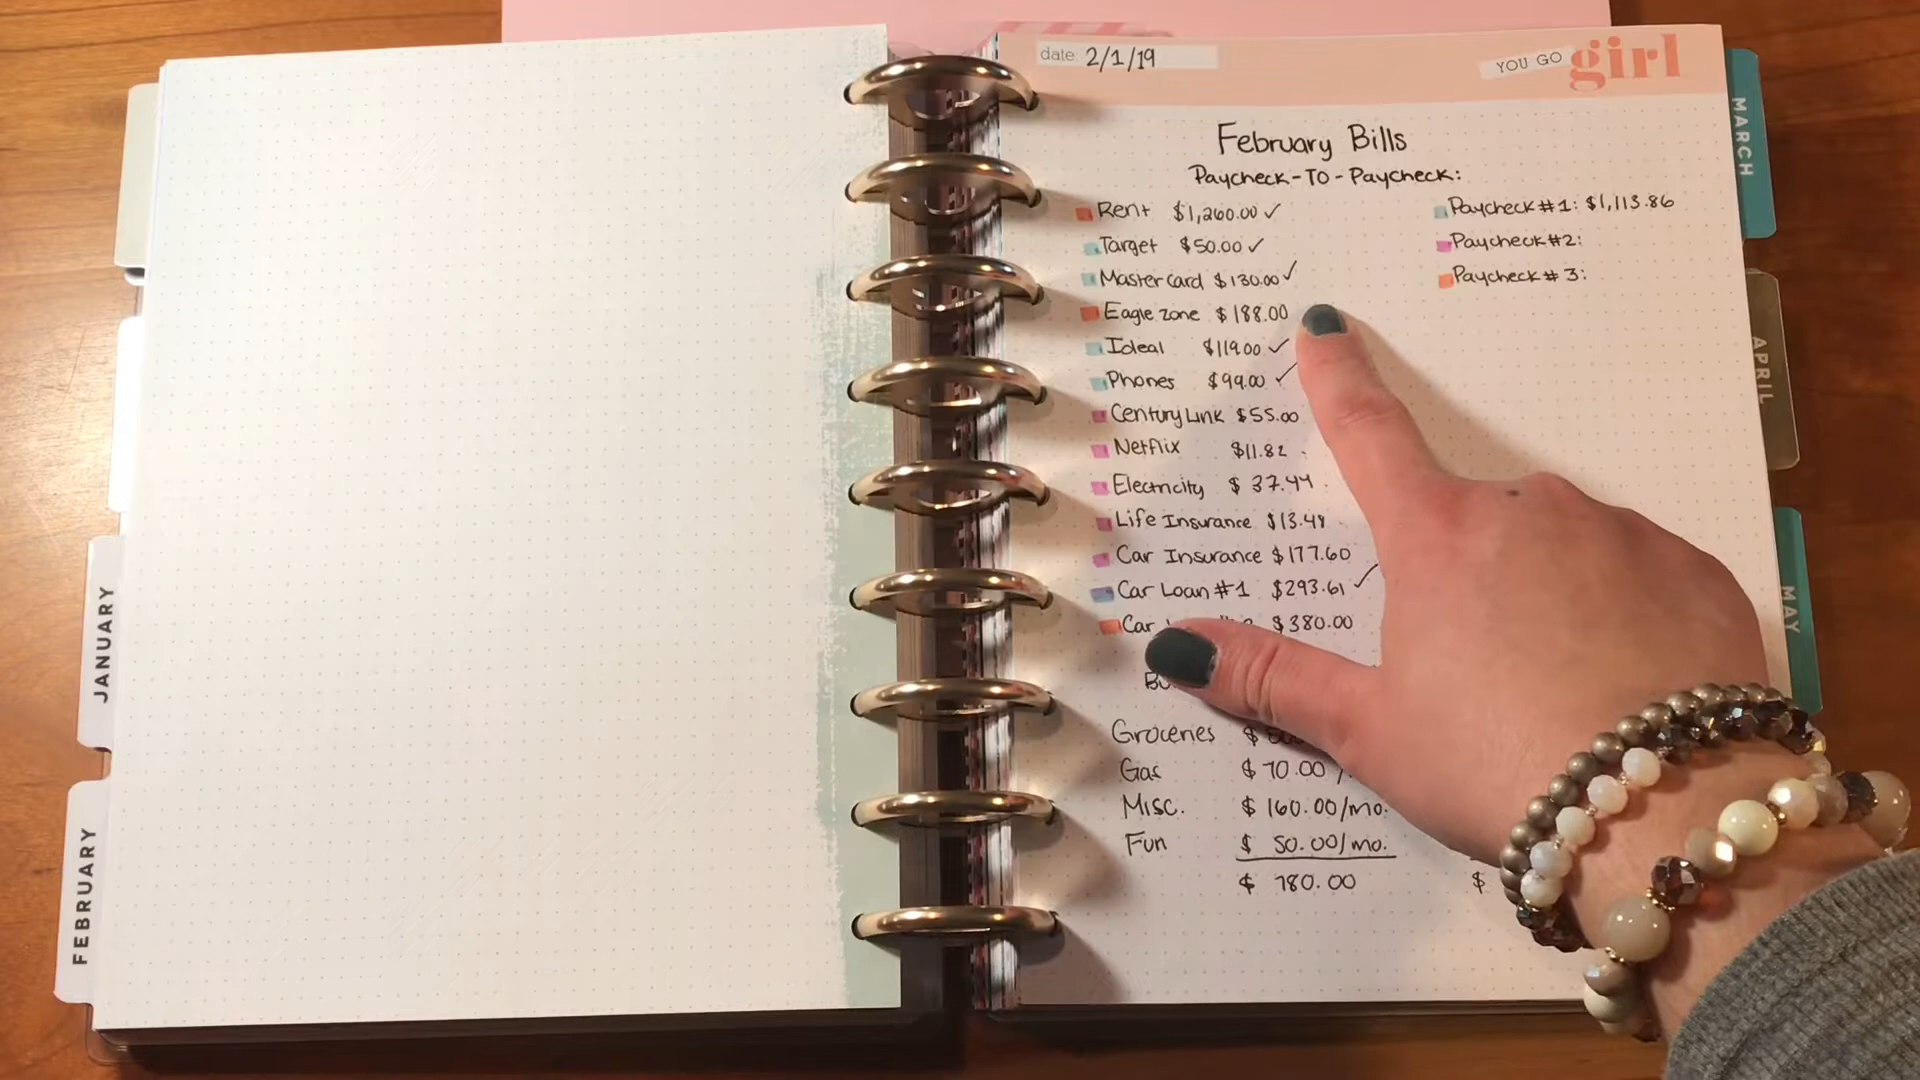 date: 2/1/19
YOU GO girl
February Bills
Paycheck-To-Paycheck:
Rent $1,260.00 ✓
Target $50.00 ✓
Mastercard $130.00 ✓
Eagle Zone $188.00
Ideal $119.00 ✓
Phones $99.00 ✓
Century Link $55.00
Netflix $11.82
Electricity $37.44
Life Insurance $13.48
Car Insurance $177.60
Car Loan #1 $293.61 ✓
Car $380.00
Paycheck #1: $1,113.86
Paycheck #2:
Paycheck #3:
Groceries $
Gas $70.00
Misc. $160.00/mo.
Fun $50.00/mo.
$780.00 $
JANUARY
FEBRUARY
MARCH
APRIL
MAY